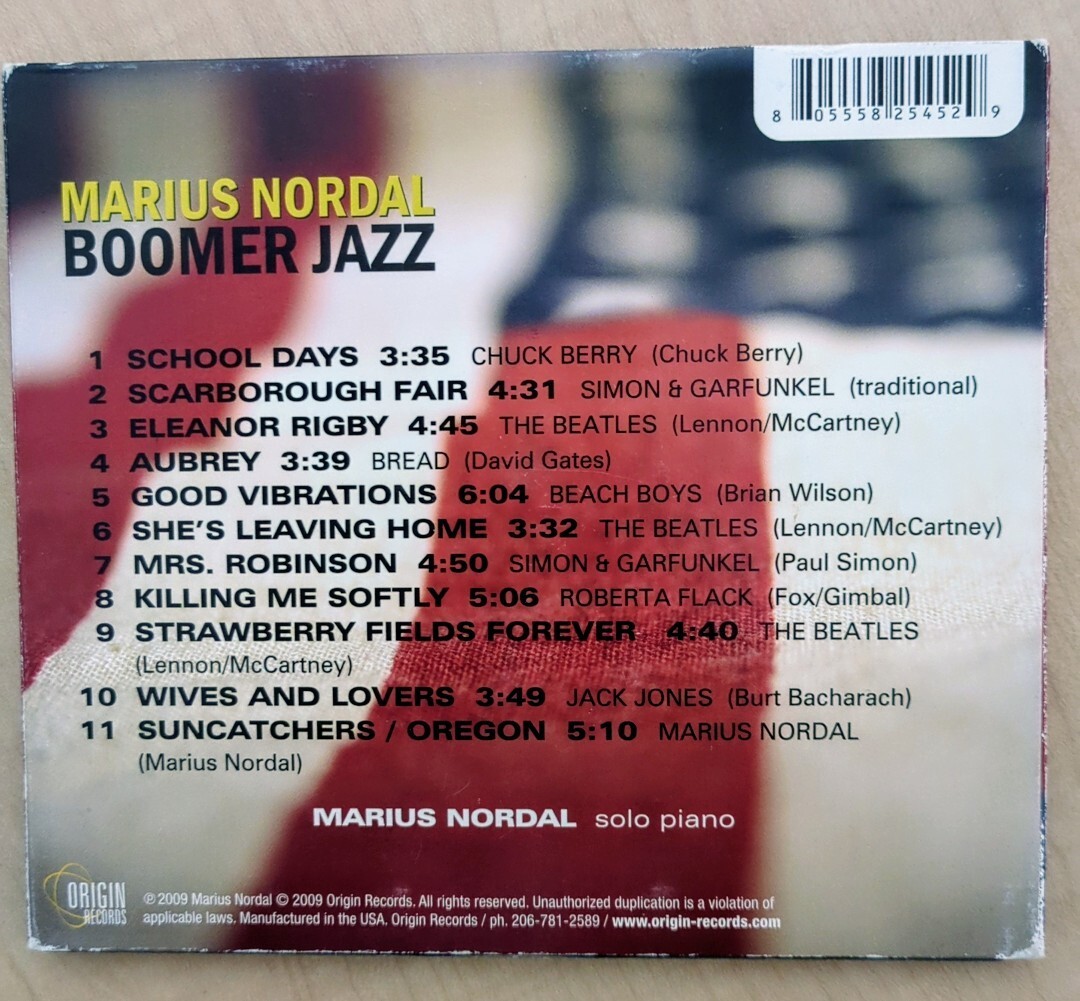 8 05558 25452 9
MARIUS NORDAL
BOOMER JAZZ
1 SCHOOL DAYS 3:35 CHUCK BERRY (Chuck Berry)
2 SCARBOROUGH FAIR 4:31 SIMON & GARFUNKEL (traditional)
3 ELEANOR RIGBY 4:45 THE BEATLES (Lennon/McCartney)
4 AUBREY 3:39 BREAD (David Gates)
5 GOOD VIBRATIONS 6:04 BEACH BOYS (Brian Wilson)
6 SHE'S LEAVING HOME 3:32 THE BEATLES (Lennon/McCartney)
7 MRS. ROBINSON 4:50 SIMON & GARFUNKEL (Paul Simon)
8 KILLING ME SOFTLY 5:06 ROBERTA FLACK (Fox/Gimbal)
9 STRAWBERRY FIELDS FOREVER 4:40 THE BEATLES
(Lennon/McCartney)
10 WIVES AND LOVERS 3:49 JACK JONES (Burt Bacharach)
11 SUNCATCHERS / OREGON 5:10 MARIUS NORDAL
(Marius Nordal)
MARIUS NORDAL solo piano
ORIGIN
RECORDS
℗ 2009 Marius Nordal © 2009 Origin Records. All rights reserved. Unauthorized duplication is a violation of
applicable laws. Manufactured in the USA. Origin Records / ph. 206-781-2589 / www.origin-records.com